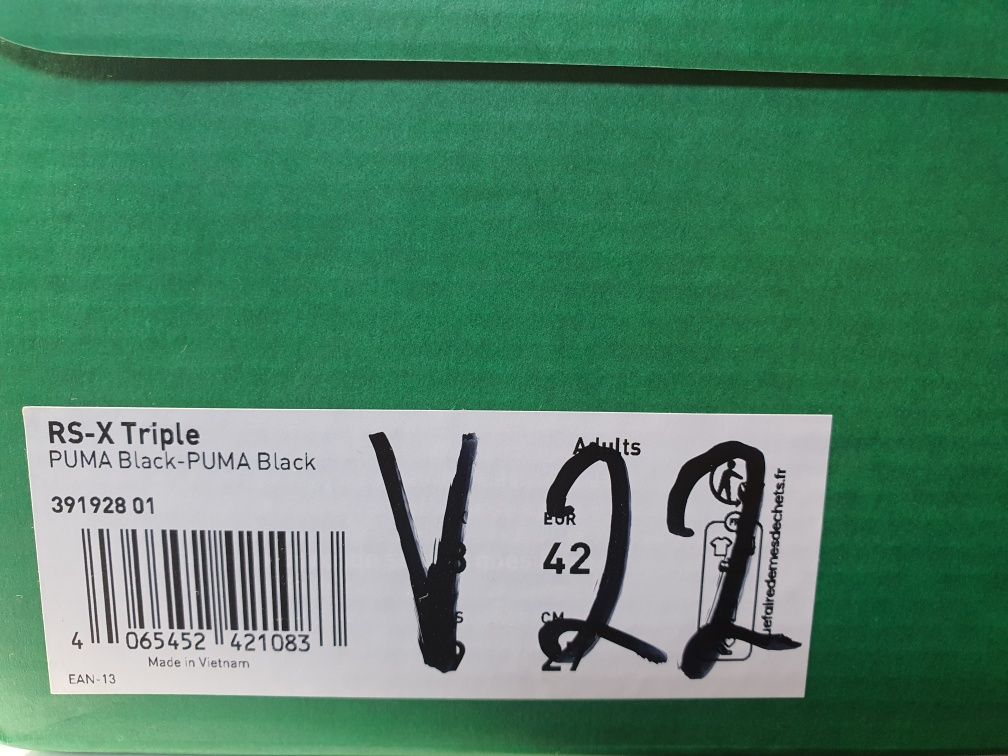 RS-X Triple
PUMA Black-PUMA Black
391928 01
4 065452 421083
Made in Vietnam
EAN-13
V22
Adults
EUR
42
CM
27
uefairedemesdechets.fr